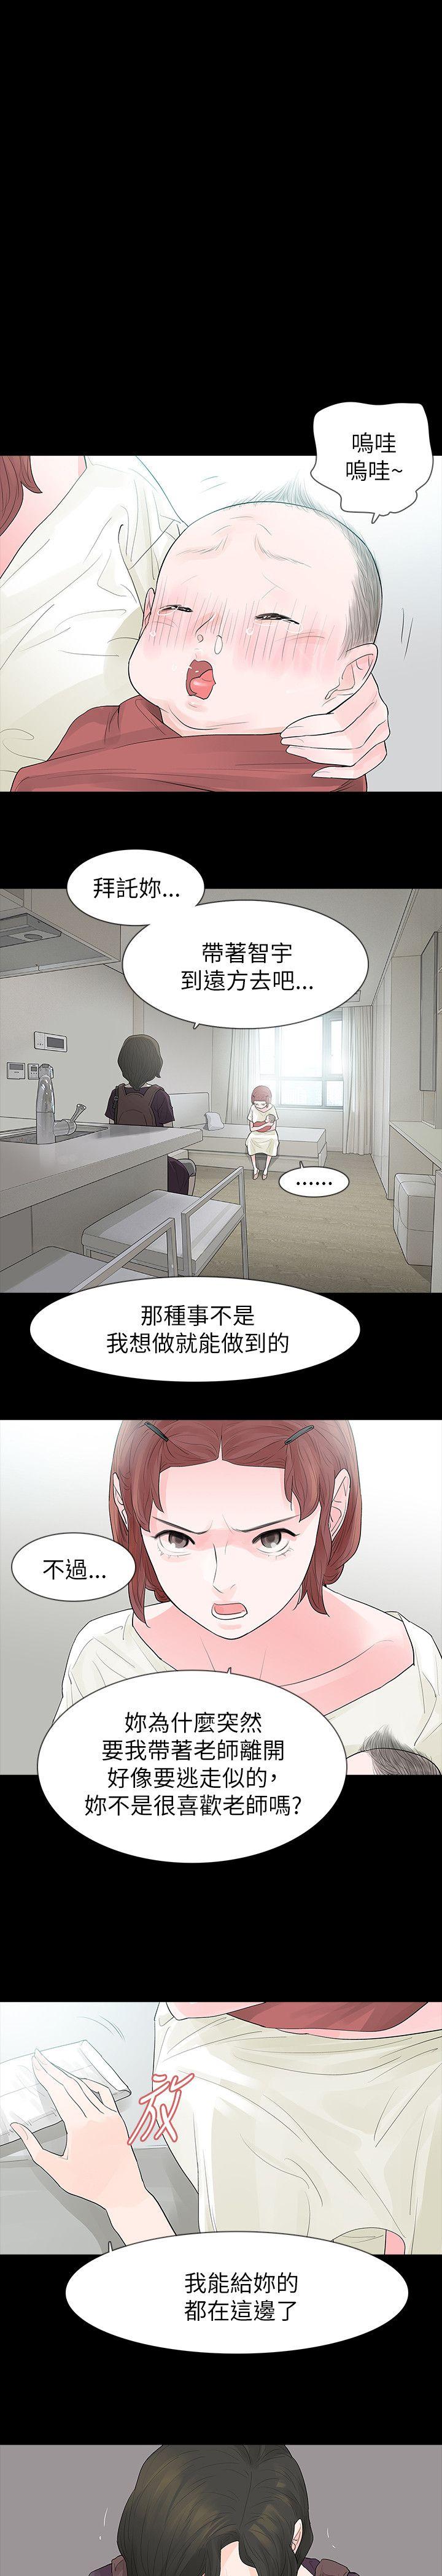 嗚哇
嗚哇~
拜託妳...
帶著智宇
到遠方去吧...
......
那種事不是
我想做就能做到的
不過...
妳為什麼突然
要我帶著老師離開
好像要逃走似的，
妳不是很喜歡老師嗎?
放
我能給妳的
都在這邊了